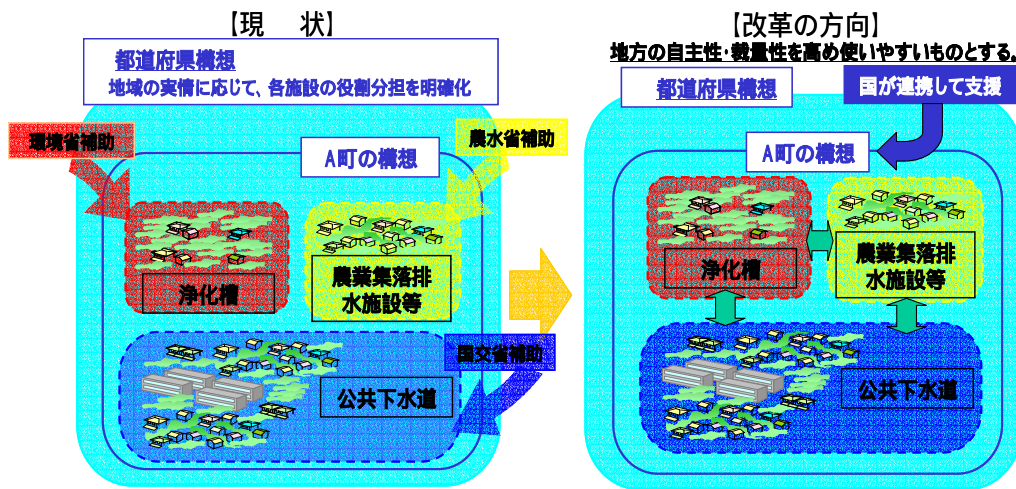 【現 状】
都道府県構想
地域の実情に応じて、各施設の役割分担を明確化
環境省補助
農水省補助
A町の構想
浄化槽
農業集落排
水施設等
国交省補助
公共下水道
【改革の方向】
地方の自主性・裁量性を高め使いやすいものとする。
都道府県構想
国が連携して支援
A町の構想
浄化槽
農業集落排
水施設等
公共下水道